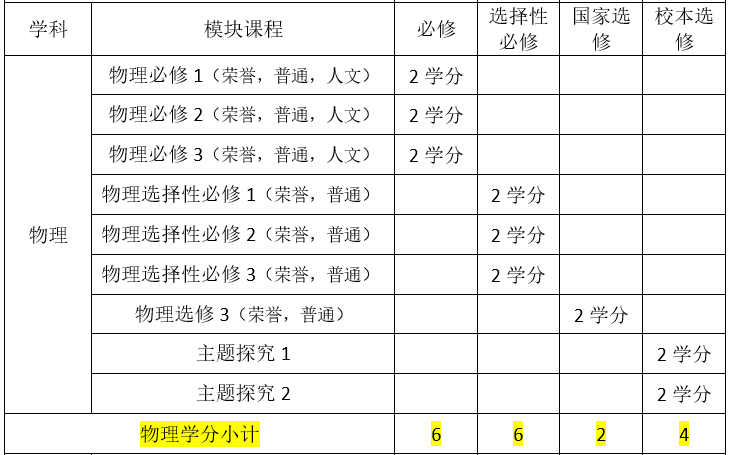 学科 模块课程 必修 选择性必修 国家选修 校本选修
物理必修 1（荣誉，普通，人文） 2 学分
物理必修 2（荣誉，普通，人文） 2 学分
物理必修 3（荣誉，普通，人文） 2 学分
物理选择性必修 1（荣誉，普通） 2 学分
物理 物理选择性必修 2（荣誉，普通） 2 学分
物理选择性必修 3（荣誉，普通） 2 学分
物理选修 3（荣誉，普通） 2 学分
主题探究 1 2 学分
主题探究 2 2 学分
物理学分小计 6 6 2 4